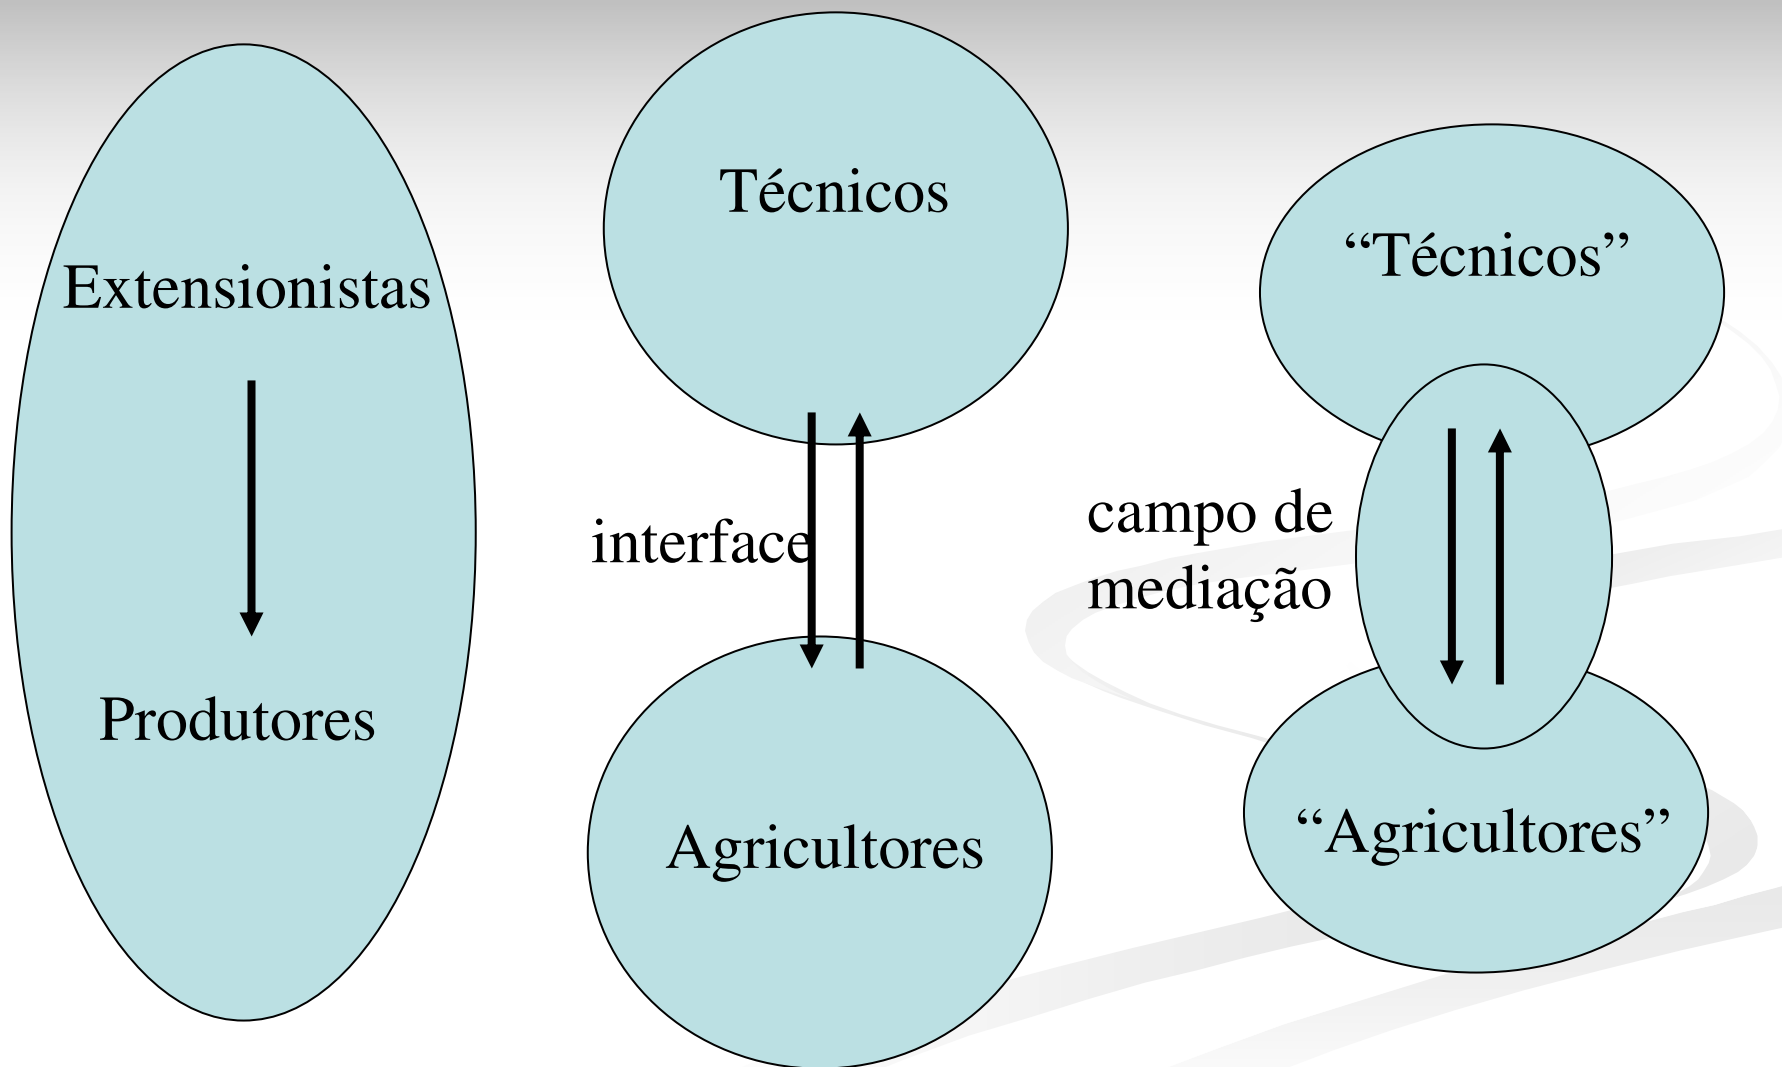 Extensionistas
Produtores
Técnicos
interface
Agricultores
“Técnicos”
campo de
mediação
“Agricultores”